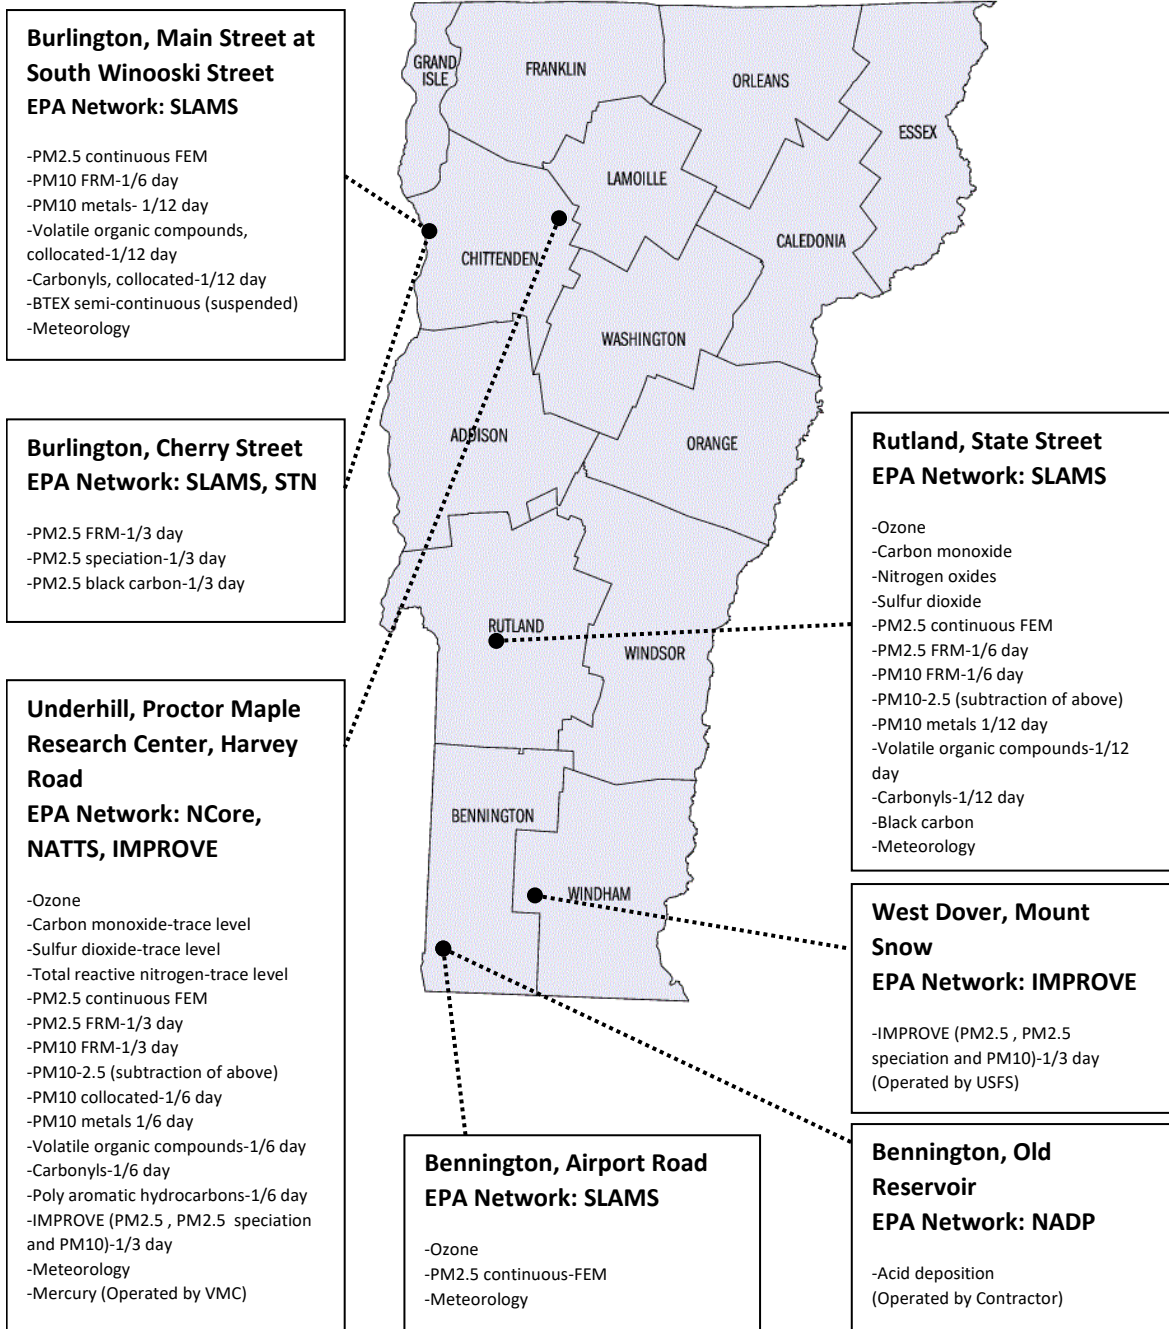 Burlington, Main Street at
South Winooski Street
EPA Network: SLAMS
-PM2.5 continuous FEM
-PM10 FRM-1/6 day
-PM10 metals- 1/12 day
-Volatile organic compounds,
collocated-1/12 day
-Carbonyls, collocated-1/12 day
-BTEX semi-continuous (suspended)
-Meteorology
Burlington, Cherry Street
EPA Network: SLAMS, STN
-PM2.5 FRM-1/3 day
-PM2.5 speciation-1/3 day
-PM2.5 black carbon-1/3 day
Underhill, Proctor Maple
Research Center, Harvey
Road
EPA Network: NCore,
NATTS, IMPROVE
-Ozone
-Carbon monoxide-trace level
-Sulfur dioxide-trace level
-Total reactive nitrogen-trace level
-PM2.5 continuous FEM
-PM2.5 FRM-1/3 day
-PM10 FRM-1/3 day
-PM10-2.5 (subtraction of above)
-PM10 collocated-1/6 day
-PM10 metals 1/6 day
-Volatile organic compounds-1/6 day
-Carbonyls-1/6 day
-Poly aromatic hydrocarbons-1/6 day
-IMPROVE (PM2.5 , PM2.5 speciation
and PM10)-1/3 day
-Meteorology
-Mercury (Operated by VMC)
GRAND
ISLE
FRANKLIN
ORLEANS
ESSEX
LAMOILLE
CALEDONIA
CHITTENDEN
WASHINGTON
ADDISON
ORANGE
RUTLAND
WINDSOR
BENNINGTON
WINDHAM
Bennington, Airport Road
EPA Network: SLAMS
-Ozone
-PM2.5 continuous-FEM
-Meteorology
Rutland, State Street
EPA Network: SLAMS
-Ozone
-Carbon monoxide
-Nitrogen oxides
-Sulfur dioxide
-PM2.5 continuous FEM
-PM2.5 FRM-1/6 day
-PM10 FRM-1/6 day
-PM10-2.5 (subtraction of above)
-PM10 metals 1/12 day
-Volatile organic compounds-1/12
day
-Carbonyls-1/12 day
-Black carbon
-Meteorology
West Dover, Mount
Snow
EPA Network: IMPROVE
-IMPROVE (PM2.5 , PM2.5
speciation and PM10)-1/3 day
(Operated by USFS)
Bennington, Old
Reservoir
EPA Network: NADP
-Acid deposition
(Operated by Contractor)